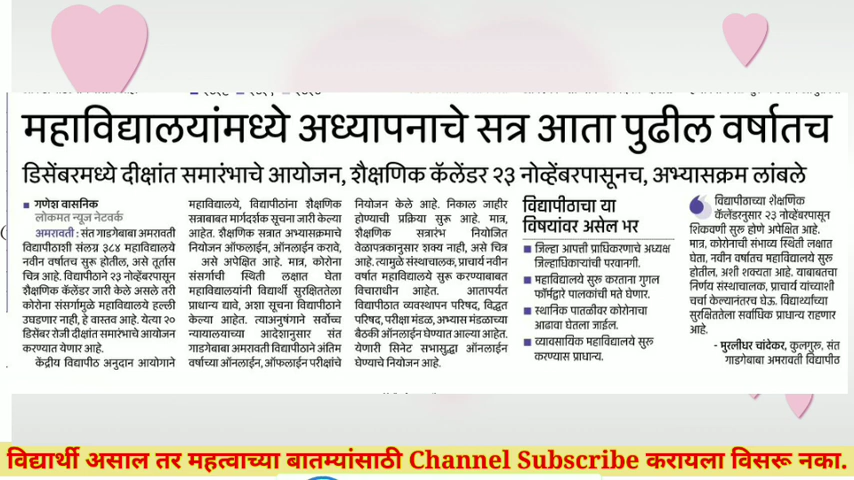 महाविद्यालयांमध्ये अध्यापनाचे सत्र आता पुढील वर्षातच
डिसेंबरमध्ये दीक्षांत समारंभाचे आयोजन, शैक्षणिक कॅलेंडर २३ नोव्हेंबरपासूनच, अभ्यासक्रम लांबले
गणेश वासनिक
लोकमत न्यूज नेटवर्क
अमरावती : संत गाडगेबाबा अमरावती
विद्यापीठाशी संलग्न ३८४ महाविद्यालये
नवीन वर्षातच सुरू होतील, असे तूर्तास
चित्र आहे. विद्यापीठाने २३ नोव्हेंबरपासून
शैक्षणिक कॅलेंडर जारी केले असले तरी
कोरोना संसर्गामुळे महाविद्यालये हल्ली
उघडणार नाही, हे वास्तव आहे. येत्या २०
डिसेंबर रोजी दीक्षांत समारंभाचे आयोजन
करण्यात येणार आहे.
केंद्रीय विद्यापीठ अनुदान आयोगाने
महाविद्यालये, विद्यापीठांना शैक्षणिक
सत्राबाबत मार्गदर्शक सूचना जारी केल्या
आहेत. शैक्षणिक सत्रात अभ्यासक्रमाचे
नियोजन ऑफलाईन, ऑनलाईन करावे,
असे अपेक्षित आहे. मात्र, कोरोना
संसर्गाची स्थिती लक्षात घेता
महाविद्यालयांनी विद्यार्थी सुरक्षिततेला
प्राधान्य द्यावे, अशा सूचना विद्यापीठाने
केल्या आहेत. त्याअनुषंगाने सर्वोच्च
न्यायालयाच्या आदेशानुसार संत
गाडगेबाबा अमरावती विद्यापीठाने अंतिम
वर्षाच्या ऑनलाईन, ऑफलाईन परीक्षांचे
नियोजन केले आहे. निकाल जाहीर
होण्याची प्रक्रिया सुरू आहे. मात्र,
शैक्षणिक सत्रारंभ नियोजित
वेळापत्रकानुसार शक्य नाही, असे चित्र
आहे. त्यामुळे संस्थाचालक, प्राचार्य नवीन
वर्षात महाविद्यालये सुरू करण्याबाबत
विचाराधीन आहेत. आतापर्यंत
विद्यापीठात व्यवस्थापन परिषद, विद्वत
परिषद, परीक्षा मंडळ, अभ्यास मंडळाच्या
बैठकी ऑनलाईन घेण्यात आल्या आहेत.
येणारी सिनेट सभासुद्धा ऑनलाईन
घेण्याचे नियोजन आहे.
विद्यापीठाचा या
विषयांवर असेल भर
जिल्हा आपत्ती प्राधिकरणाचे अध्यक्ष
जिल्हाधिकाऱ्यांची परवानगी.
महाविद्यालये सुरू करताना गुगल
फॉर्मद्वारे पालकांची मते घेणार.
स्थानिक पातळीवर कोरोनाचा
आढावा घेतला जाईल.
व्यावसायिक महाविद्यालये सुरू
करण्यास प्राधान्य.
विद्यापीठाच्या शैक्षणिक
कॅलेंडरनुसार २३ नोव्हेंबरपासून
शिकवणी सुरू होणे अपेक्षित आहे.
मात्र, कोरोनाची संभाव्य स्थिती लक्षात
घेता, नवीन वर्षातच महाविद्यालये सुरू
होतील, अशी शक्यता आहे. याबाबतचा
निर्णय संस्थाचालक, प्राचार्य यांच्याशी
चर्चा केल्यानंतरच घेऊ. विद्यार्थ्यांच्या
सुरक्षिततेला सर्वाधिक प्राधान्य राहणार
आहे.
- मुरलीधर चांदेकर, कुलगुरू, संत
गाडगेबाबा अमरावती विद्यापीठ
विद्यार्थी असाल तर महत्वाच्या बातम्यांसाठी Channel Subscribe करायला विसरू नका.